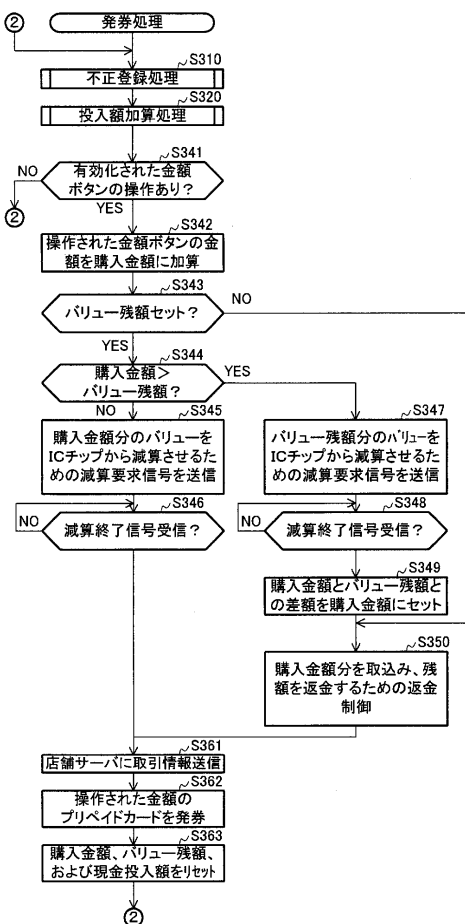 ②
発券処理
S310
不正登録処理
S320
投入額加算処理
S341
有効化された金額
ボタンの操作あり?
NO
②
YES
S342
操作された金額ボタンの金
額を購入金額に加算
S343
バリュー残額セット?
NO
YES
S344
購入金額>
バリュー残額?
YES
NO
S345
購入金額分のバリューを
ICチップから減算させるた
めの減算要求信号を送信
S347
バリュー残額分のバリューを
ICチップから減算させるた
めの減算要求信号を送信
S346
NO
減算終了信号受信?
S348
NO
減算終了信号受信?
S349
購入金額とバリュー残額と
の差額を購入金額にセット
S350
購入金額分を取込み、残
額を返金するための返金
制御
S361
店舗サーバに取引情報送信
S362
操作された金額の
プリペイドカードを発券
S363
購入金額、バリュー残額、
および現金投入額をリセット
②